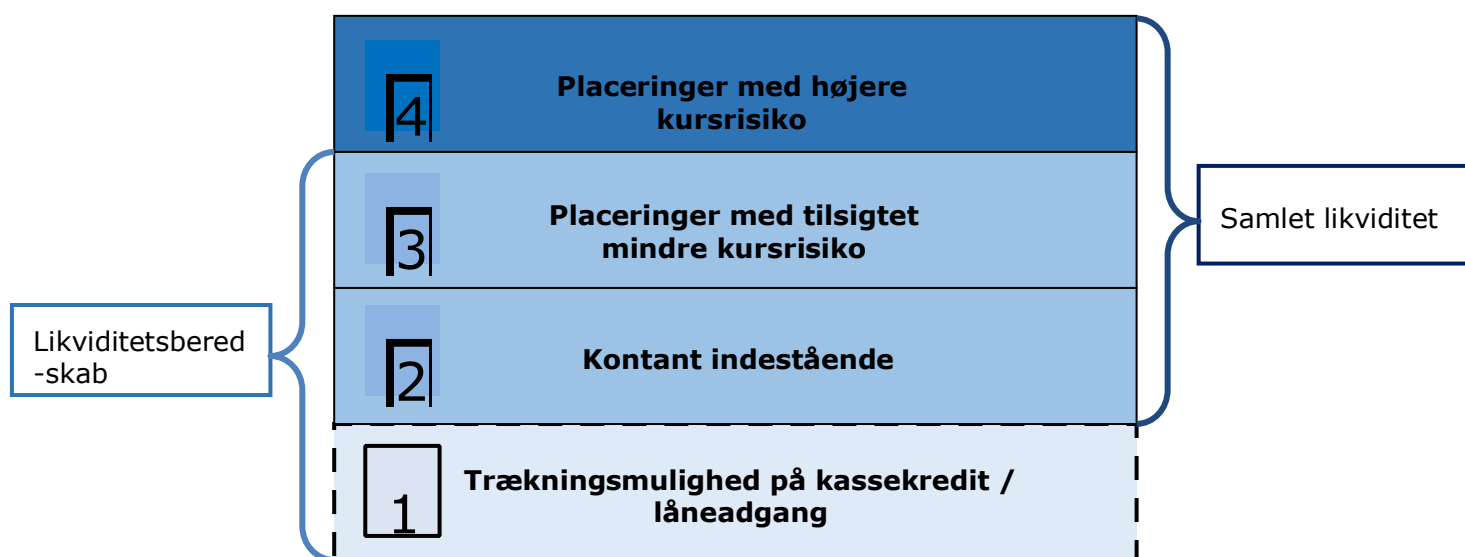 4
Placeringer med højere
kursrisiko
3
Placeringer med tilsigtet
mindre kursrisiko
Samlet likviditet
Likviditetsbered
-skab
2
Kontant indestående
1
Trækningsmulighed på kassekredit /
låneadgang